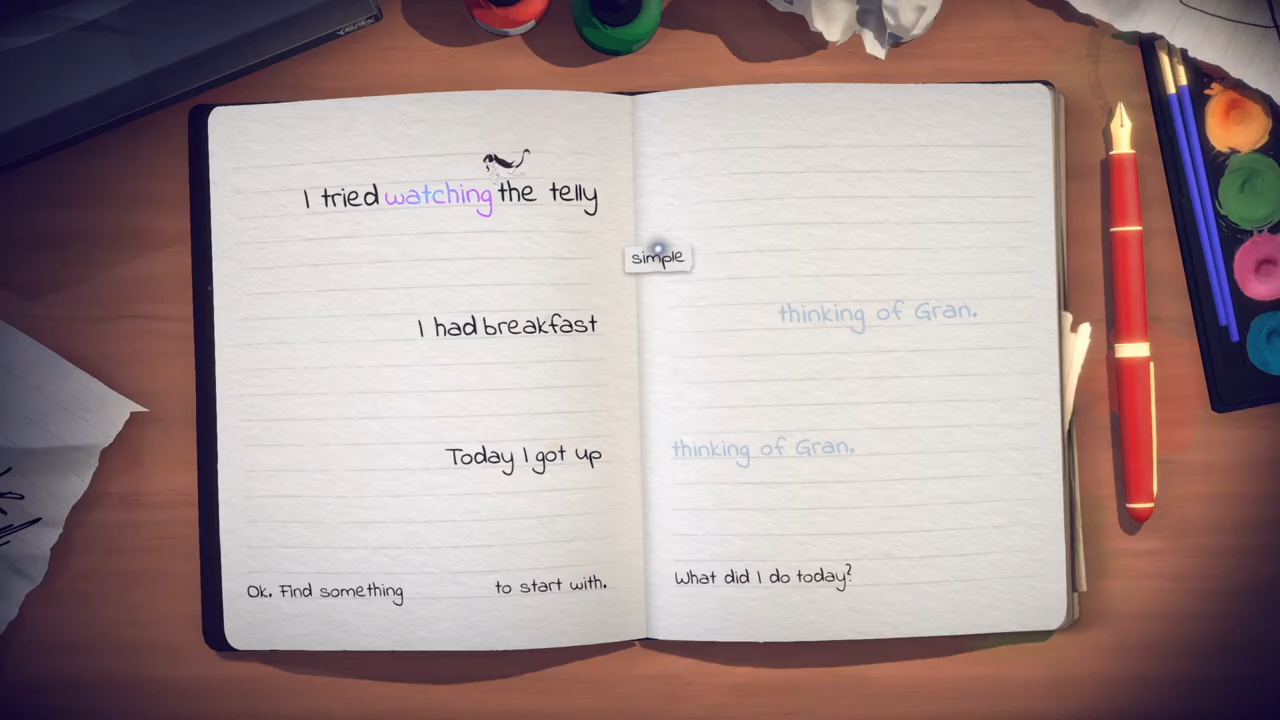 I tried watching the telly
simple
I had breakfast
thinking of Gran.
Today I got up
thinking of Gran.
Ok. Find something to start with.
What did I do today?